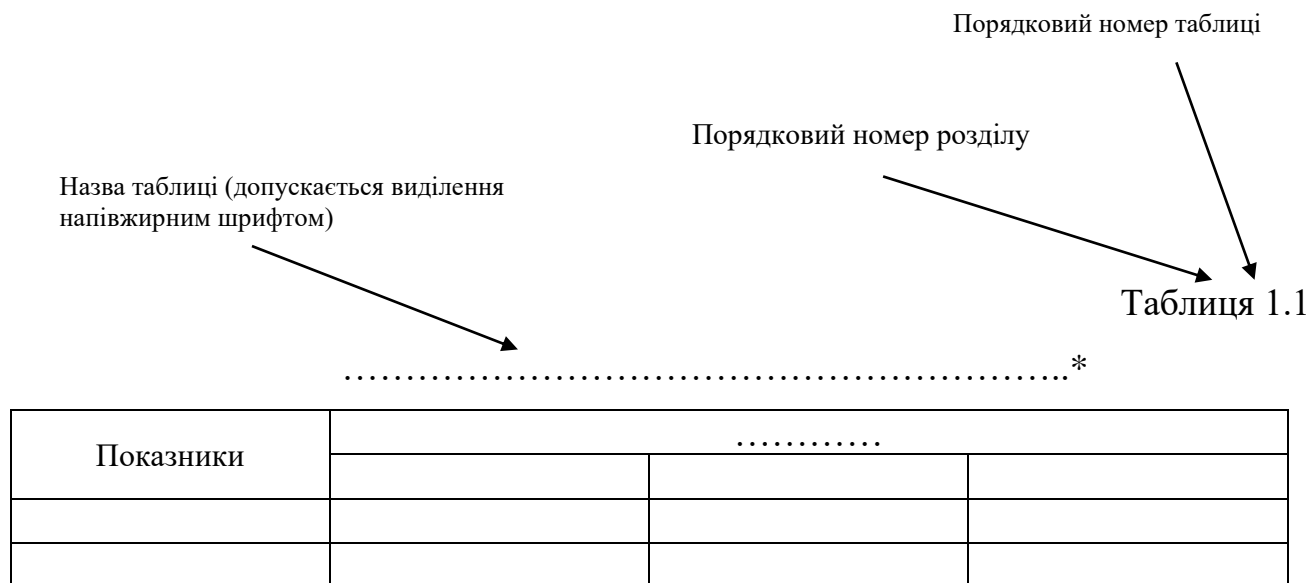 Порядковий номер таблиці
Порядковий номер розділу
Назва таблиці (допускається виділення
напівжирним шрифтом)
Таблиця 1.1
…………………………………………………..*
Показники
…………